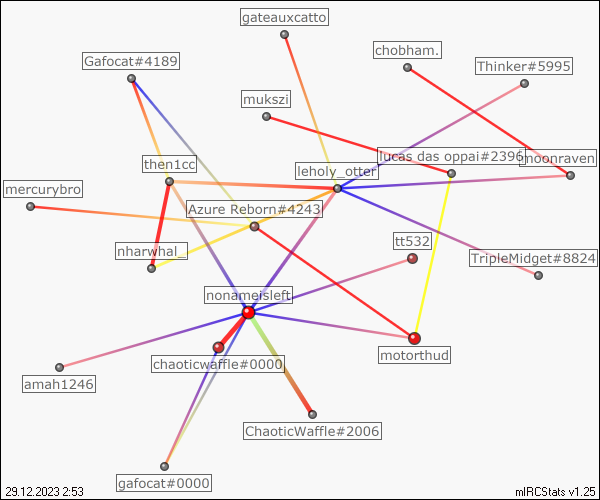 gateauxcatto
chobham.
Gafocat#4189
Thinker#5995
mukszi
lucas das oppai#2396
moonraven
then1cc
leholy_otter
mercurybro
Azure Reborn#4243
tt532
nharwhal_
TripleMidget#8824
nonameisleft
motorthud
chaoticwaffle#0000
amah1246
ChaoticWaffle#2006
gafocat#0000
29.12.2023 2:53
mIRCStats v1.25